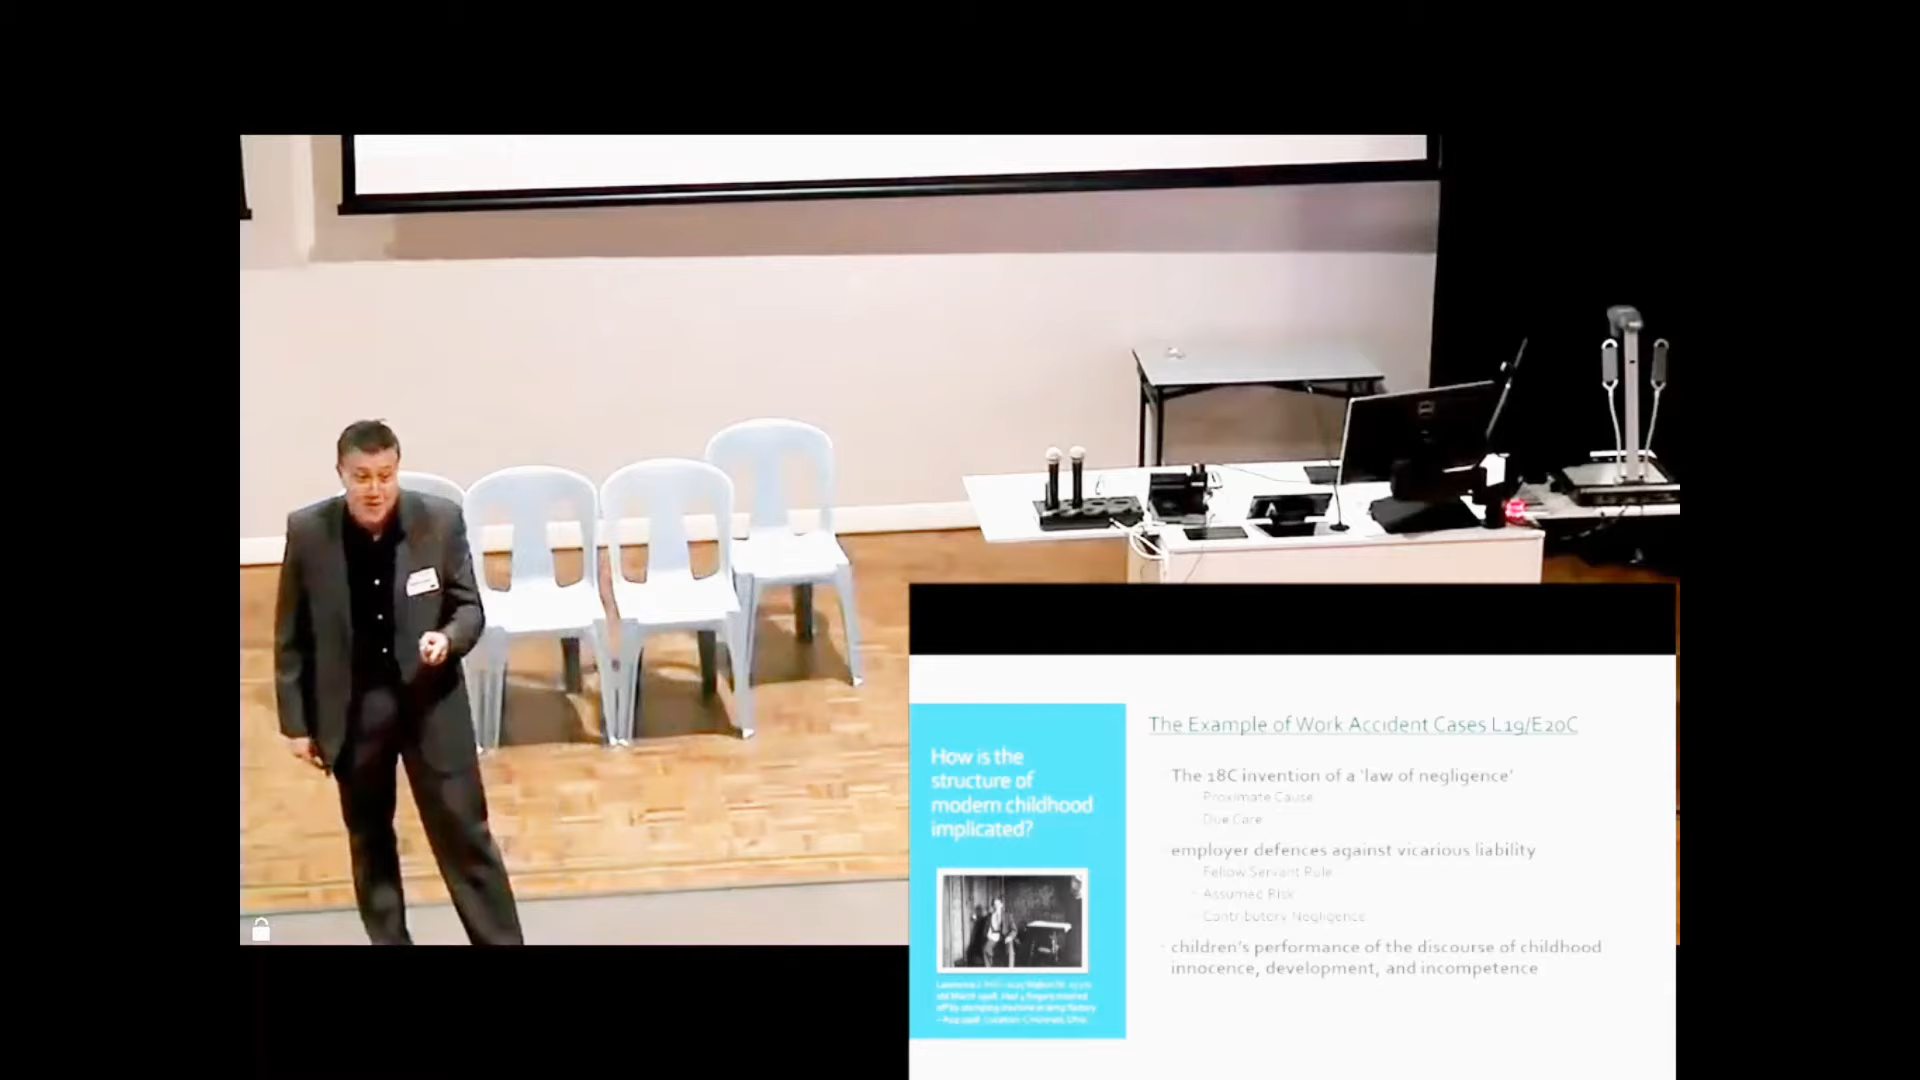 How is the
structure of
modern childhood
implicated?
The Example of Work Accident Cases L19/E20C
The 18C invention of a 'law of negligence'
Proximate Cause
Due Care
employer defences against vicarious liability
Fellow Servant Rule
Assumed Risk
Contributory Negligence
children's performance of the discourse of childhood
innocence, development, and incompetence